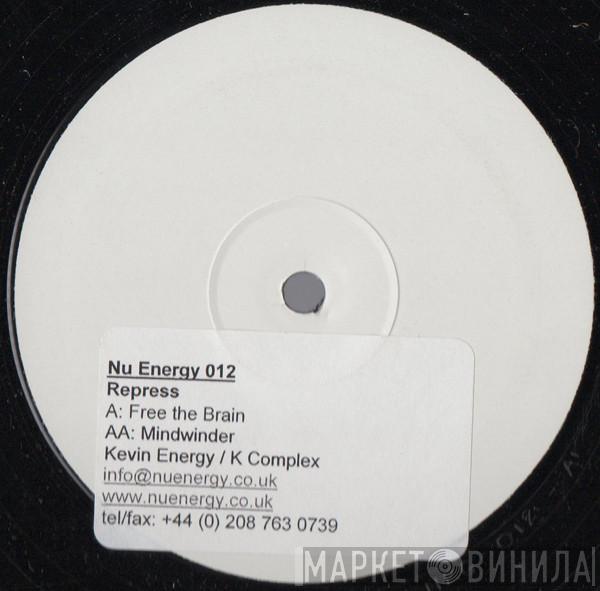 Nu Energy 012
Repress
A: Free the Brain
AA: Mindwinder
Kevin Energy / K Complex
info@nuenergy.co.uk
www.nuenergy.co.uk
tel/fax: +44 (0) 208 763 0739
МАРКЕТ ВИНИЛА